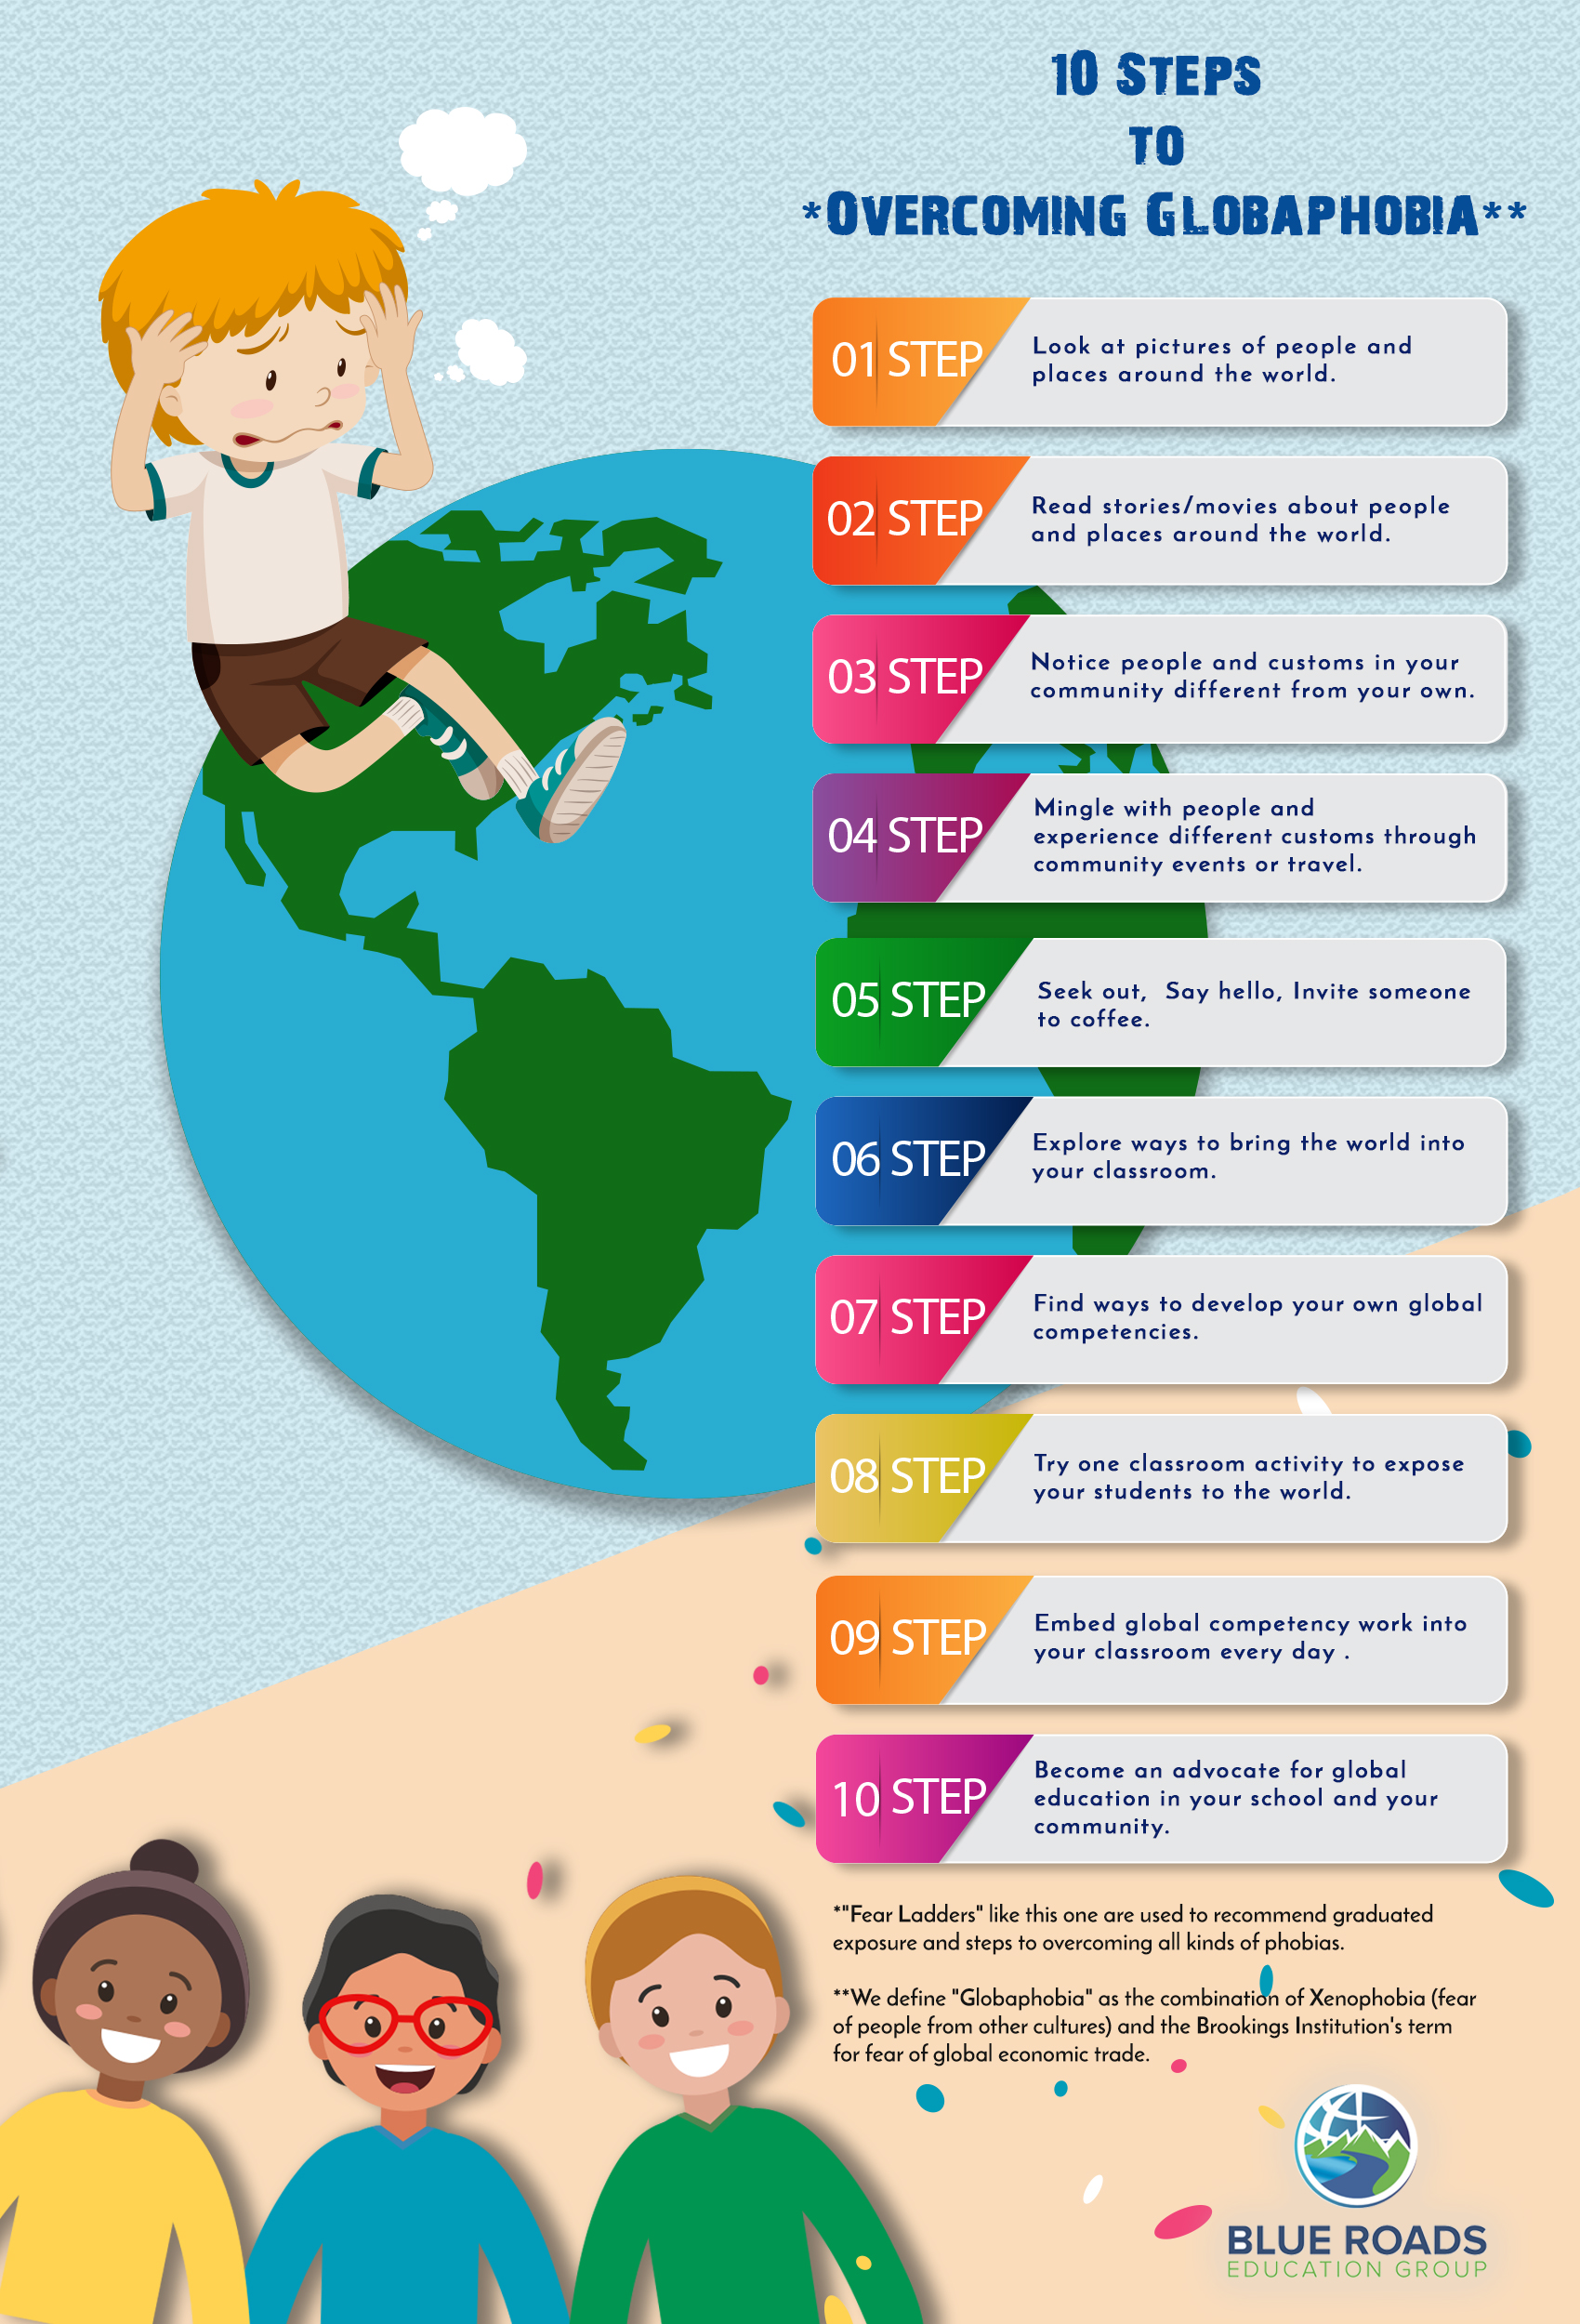 10 STEPS
TO
*OVERCOMING GLOBAPHOBIA**
01 STEP
Look at pictures of people and
places around the world.
02 STEP
Read stories/movies about people
and places around the world.
03 STEP
Notice people and customs in your
community different from your own.
04 STEP
Mingle with people and
experience different customs through
community events or travel.
05 STEP
Seek out,  Say hello, Invite someone
to coffee.
06 STEP
Explore ways to bring the world into
your classroom.
07 STEP
Find ways to develop your own global
competencies.
08 STEP
Try one classroom activity to expose
your students to the world.
09 STEP
Embed global competency work into
your classroom every day .
10 STEP
Become an advocate for global
education in your school and your
community.
*"Fear Ladders" like this one are used to recommend graduated
exposure and steps to overcoming all kinds of phobias.
**We define "Globaphobia" as the combination of Xenophobia (fear
of people from other cultures) and the Brookings Institution's term
for fear of global economic trade.
BLUE ROADS
EDUCATION GROUP